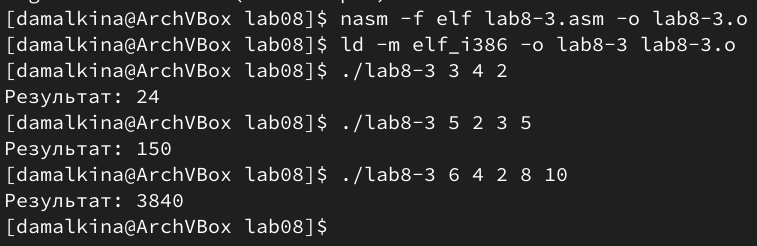 [damalkina@ArchVBox lab08]$ nasm -f elf lab8-3.asm -o lab8-3.o
[damalkina@ArchVBox lab08]$ ld -m elf_i386 -o lab8-3 lab8-3.o
[damalkina@ArchVBox lab08]$ ./lab8-3 3 4 2
Результат: 24
[damalkina@ArchVBox lab08]$ ./lab8-3 5 2 3 5
Результат: 150
[damalkina@ArchVBox lab08]$ ./lab8-3 6 4 2 8 10
Результат: 3840
[damalkina@ArchVBox lab08]$